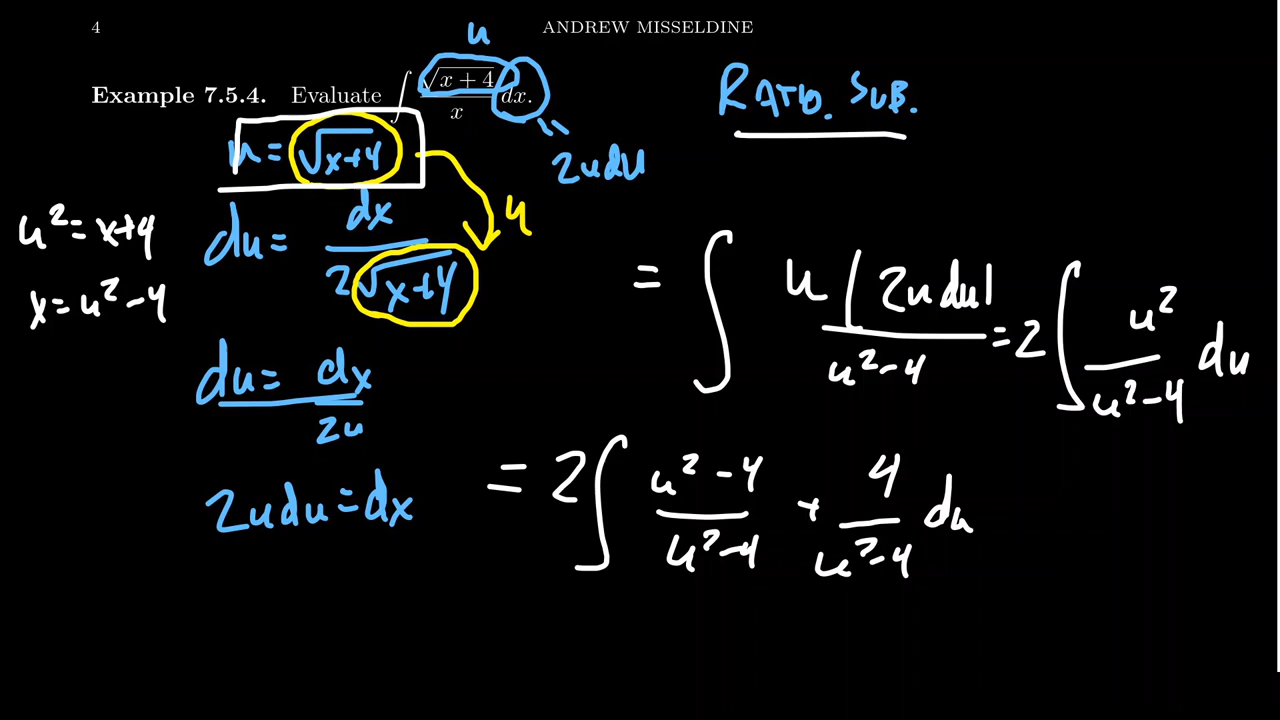 4 ANDREW MISSELDINE
u
Example 7.5.4. Evaluate ∫ √(x+4)/x dx.
RATIO. SUB.
u = √(x+4)
2udu
u² = x+4
du = dx/(2√(x+4))
u
x = u² - 4
= ∫ u(2u du)/(u²-4) = 2 ∫ u²/(u²-4) du
du = dx/2u
= 2 ∫ (u²-4)/(u²-4) + 4/(u²-4) du
2udu = dx